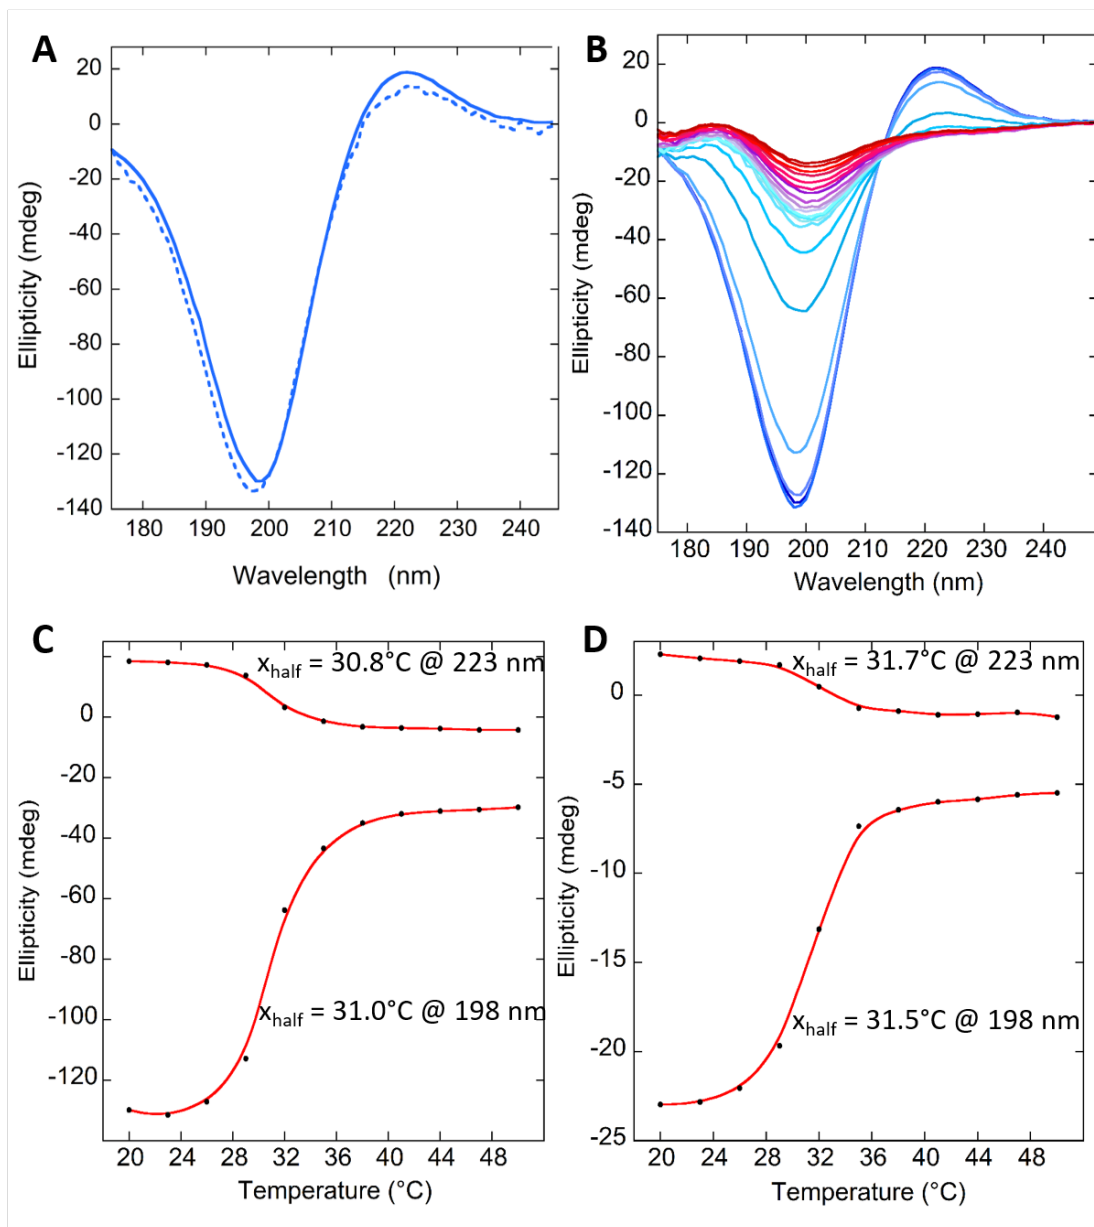 A
20
0
-20
-40
-60
-80
-100
-120
-140
Ellipticity (mdeg)
180 190 200 210 220 230 240
Wavelength (nm)
B
20
0
-20
-40
-60
-80
-100
-120
-140
Ellipticity (mdeg)
180 190 200 210 220 230 240
Wavelength (nm)
C
xhalf = 30.8°C @ 223 nm
0
-20
-40
-60
-80
-100
-120
Ellipticity (mdeg)
xhalf = 31.0°C @ 198 nm
20 24 28 32 36 40 44 48
Temperature (°C)
D
xhalf = 31.7°C @ 223 nm
0
-5
-10
-15
-20
-25
Ellipticity (mdeg)
xhalf = 31.5°C @ 198 nm
20 24 28 32 36 40 44 48
Temperature (°C)